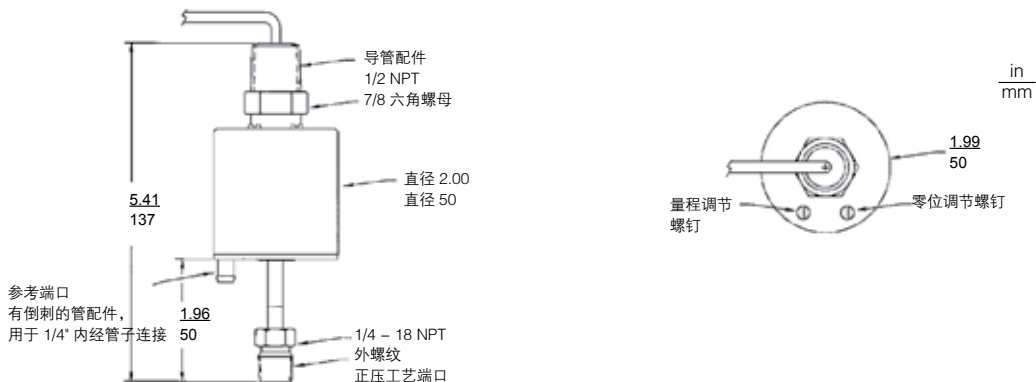 导管配件
1/2 NPT
7/8 六角螺母
in
mm
5.41
137
直径 2.00
直径 50
1.99
50
量程调节
螺钉
零位调节螺钉
参考端口
有倒刺的管配件，
用于 1/4" 内经管子连接
1.96
50
1/4 – 18 NPT
外螺纹
正压工艺端口